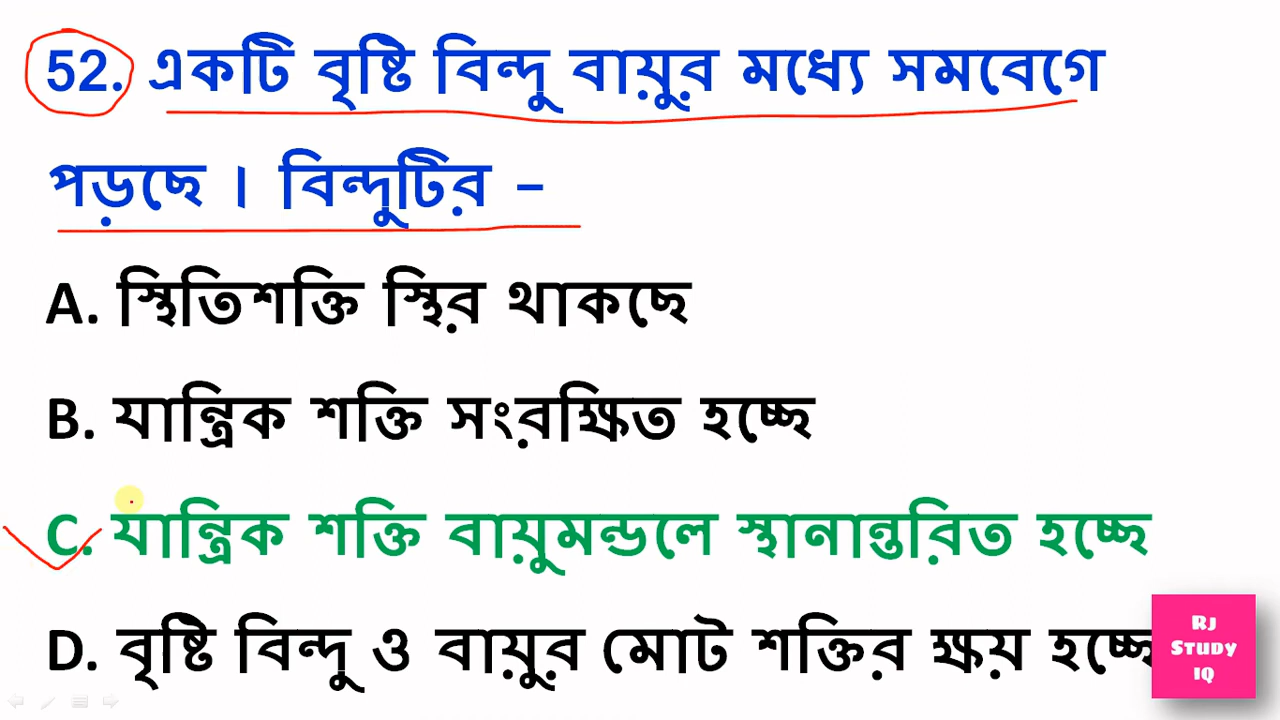 52. একটি বৃষ্টি বিন্দু বায়ুর মধ্যে সমবেগে
পড়ছে । বিন্দুটির –
A. স্থিতিশক্তি স্থির থাকছে
B. যান্ত্রিক শক্তি সংরক্ষিত হচ্ছে
C. যান্ত্রিক শক্তি বায়ুমন্ডলে স্থানান্তরিত হচ্ছে
D. বৃষ্টি বিন্দু ও বায়ুর মোট শক্তির ক্ষয় হচ্ছে
RJ
STUDY
IQ